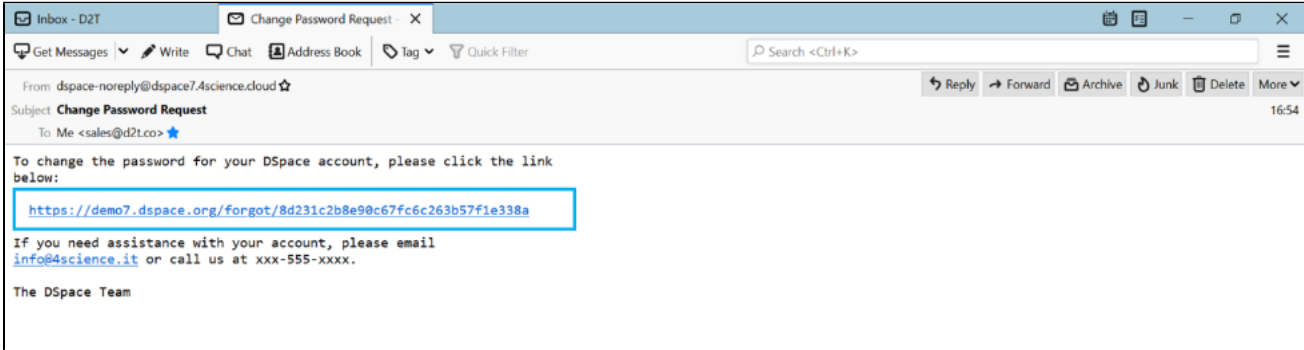 Inbox - D2T
Change Password Request -
Get Messages Write Chat Address Book Tag Quick Filter
Search <Ctrl+K>
From dspace-noreply@dspace7.4science.cloud
Reply Forward Archive Junk Delete More
Subject Change Password Request
16:54
To Me <sales@d2t.co>
To change the password for your DSpace account, please click the link
below:
https://demo7.dspace.org/forgot/8d231c2b8e90c67fc6c263b57f1e338a
If you need assistance with your account, please email
info@4science.it or call us at xxx-555-xxxx.
The DSpace Team